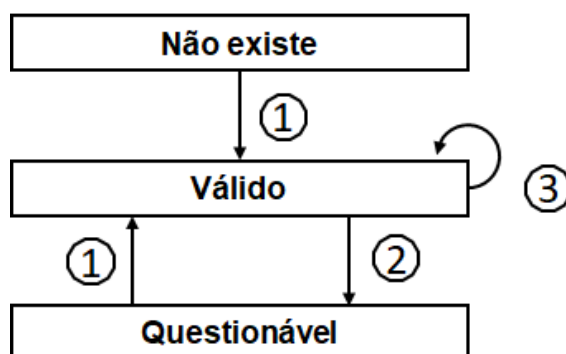 Não existe
①
Válido
③
①
②
Questionável